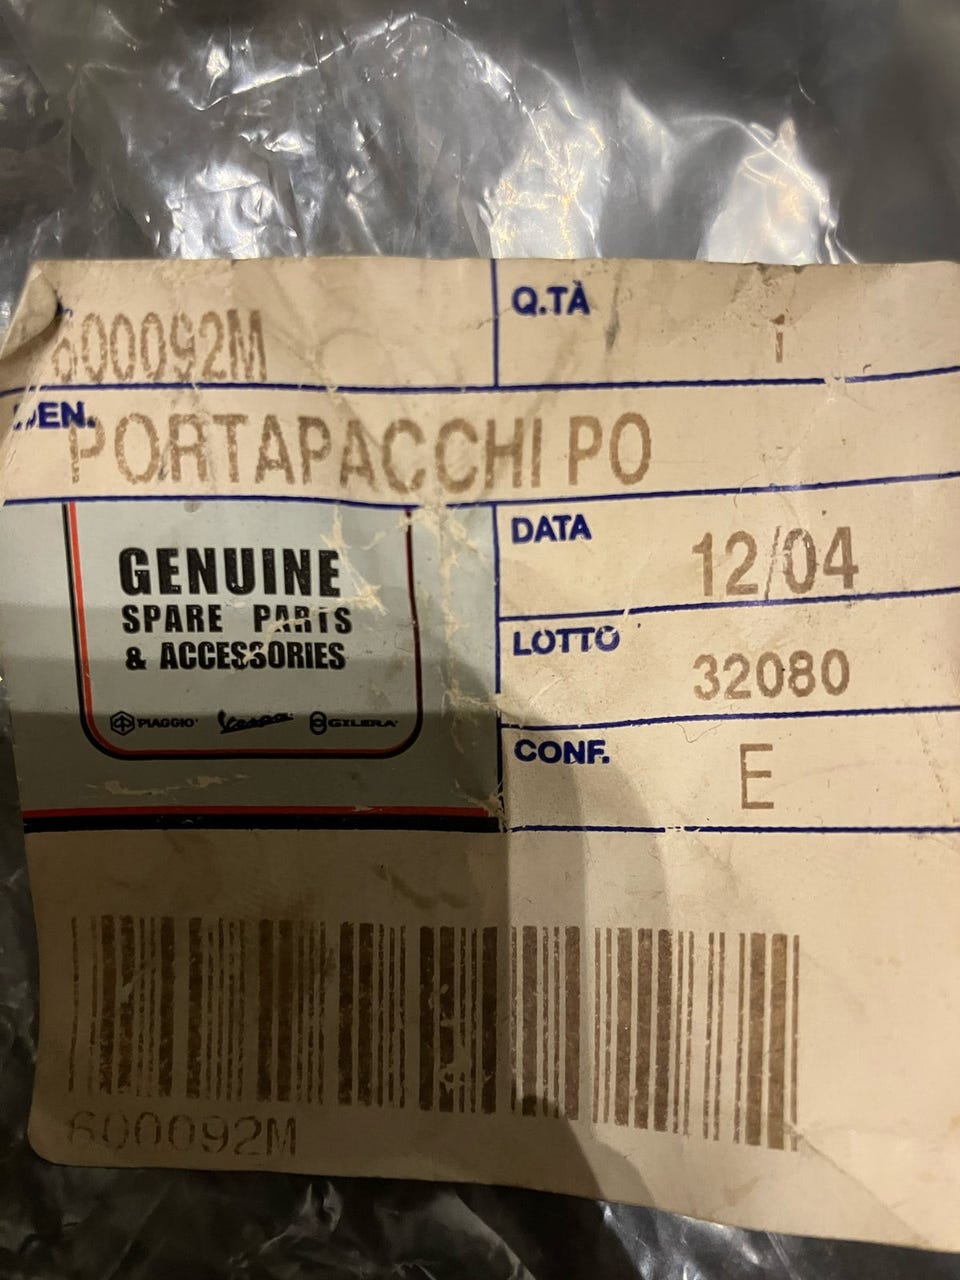 600092M
Q.TÀ
1
DEN.
PORTAPACCHI PO
GENUINE
SPARE PARTS
& ACCESSORIES
PIAGGIO Vespa GILERA
DATA
12/04
LOTTO
32080
CONF.
E
600092M